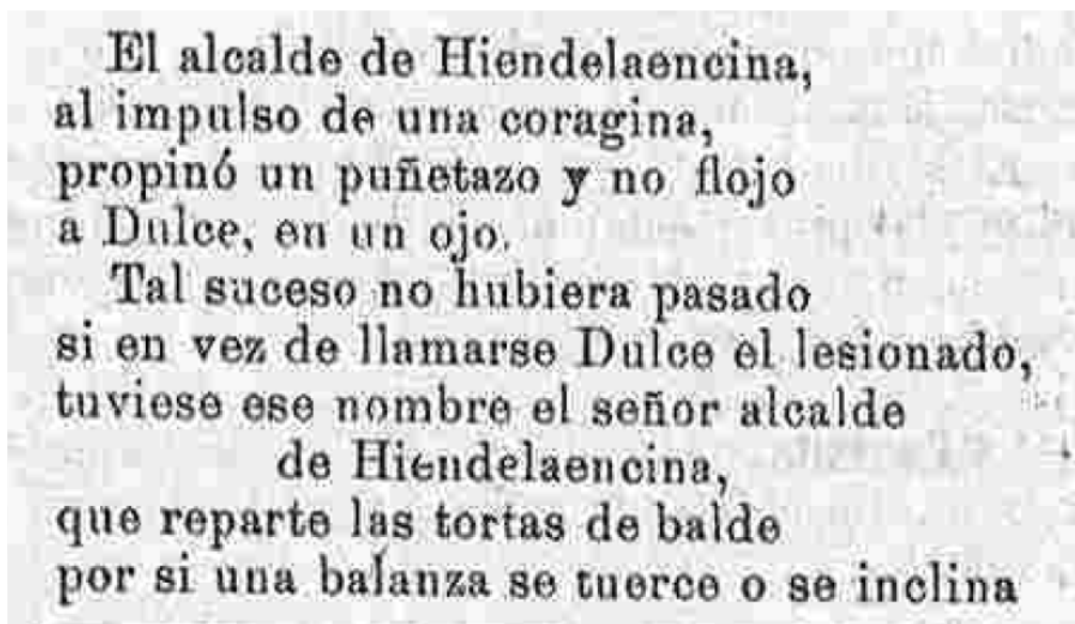 El alcalde de Hiendelaencina,
al impulso de una coragina,
propinó un puñetazo y no flojo
a Dulce, en un ojo.
Tal suceso no hubiera pasado
si en vez de llamarse Dulce el lesionado,
tuviese ese nombre el señor alcalde
de Hiendelaencina,
que reparte las tortas de balde
por si una balanza se tuerce o se inclina